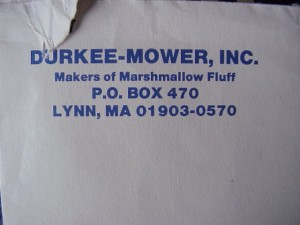 DURKEE-MOWER, INC.
Makers of Marshmallow Fluff
P.O. BOX 470
LYNN, MA 01903-0570